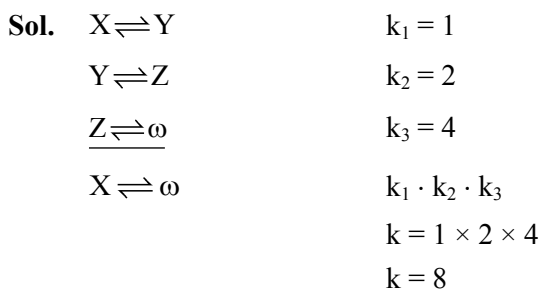 Sol. X ⇌ Y k₁ = 1
Y ⇌ Z k₂ = 2
Z ⇌ ω k₃ = 4
X ⇌ ω k₁ · k₂ · k₃
k = 1 × 2 × 4
k = 8